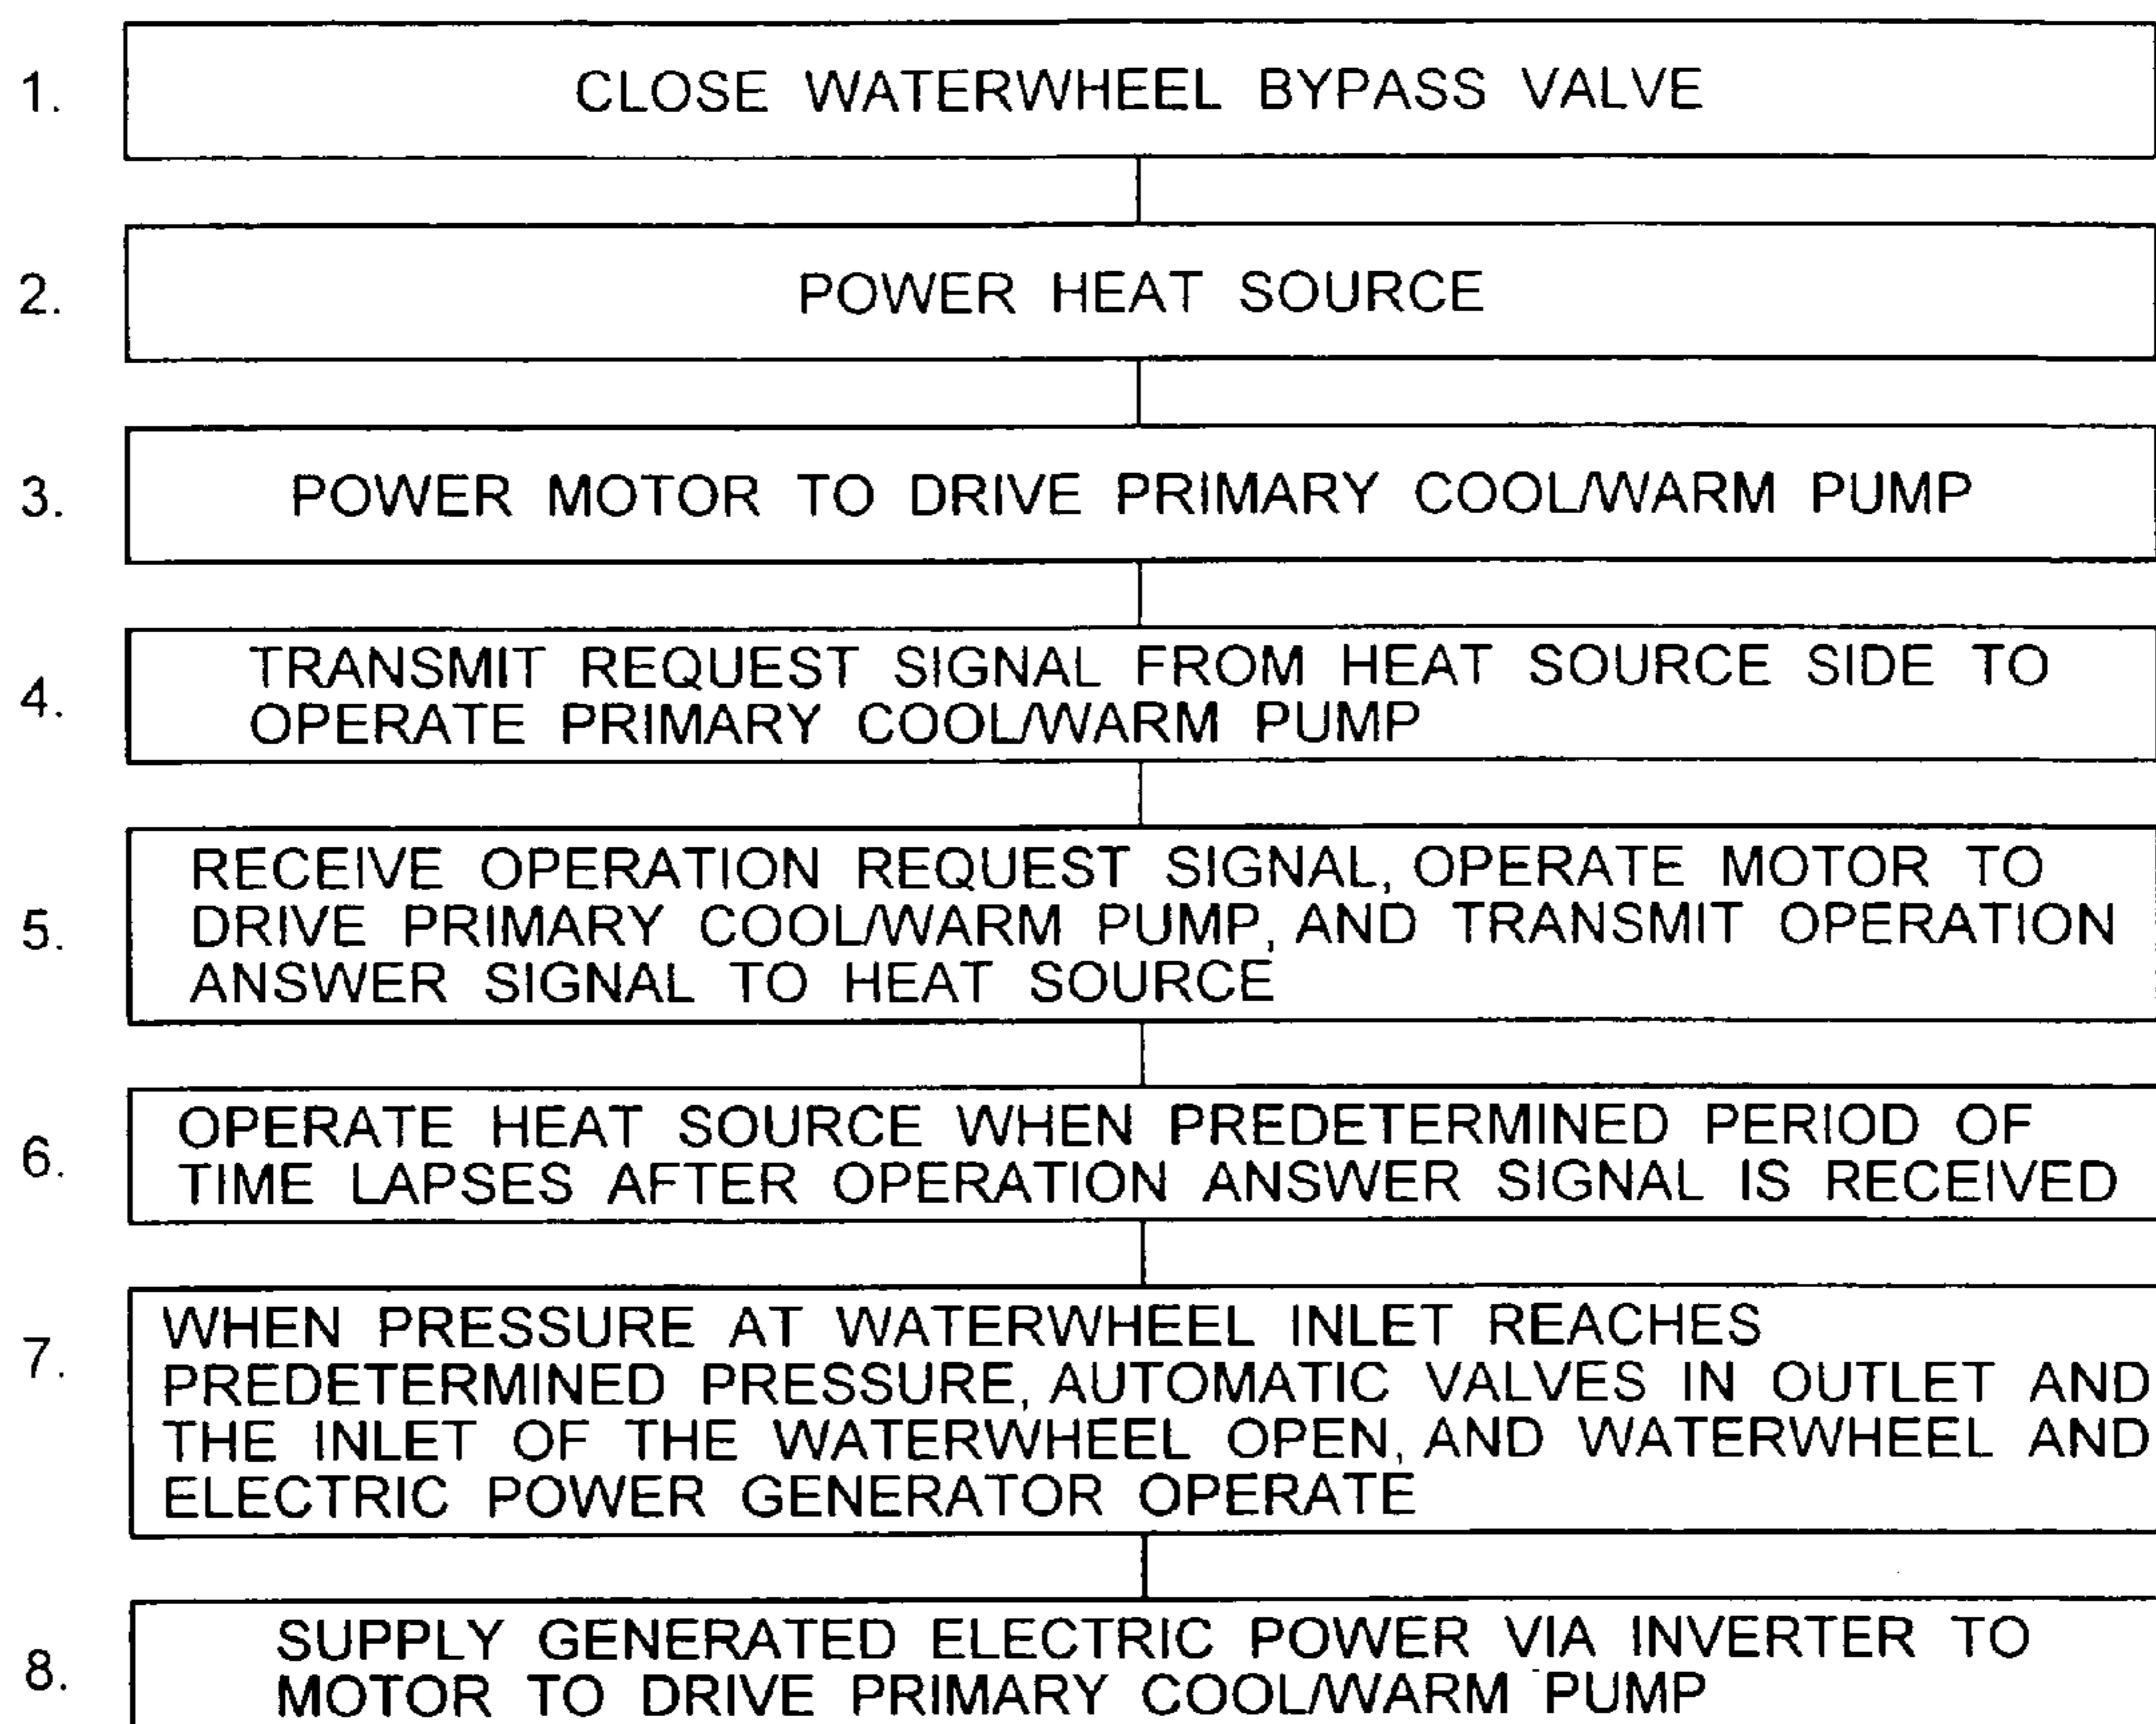 1. CLOSE WATERWHEEL BYPASS VALVE
2. POWER HEAT SOURCE
3. POWER MOTOR TO DRIVE PRIMARY COOL/WARM PUMP
4. TRANSMIT REQUEST SIGNAL FROM HEAT SOURCE SIDE TO
OPERATE PRIMARY COOL/WARM PUMP
5. RECEIVE OPERATION REQUEST SIGNAL, OPERATE MOTOR TO
DRIVE PRIMARY COOL/WARM PUMP, AND TRANSMIT OPERATION
ANSWER SIGNAL TO HEAT SOURCE
6. OPERATE HEAT SOURCE WHEN PREDETERMINED PERIOD OF
TIME LAPSES AFTER OPERATION ANSWER SIGNAL IS RECEIVED
7. WHEN PRESSURE AT WATERWHEEL INLET REACHES
PREDETERMINED PRESSURE, AUTOMATIC VALVES IN OUTLET AND
THE INLET OF THE WATERWHEEL OPEN, AND WATERWHEEL AND
ELECTRIC POWER GENERATOR OPERATE
8. SUPPLY GENERATED ELECTRIC POWER VIA INVERTER TO
MOTOR TO DRIVE PRIMARY COOL/WARM PUMP